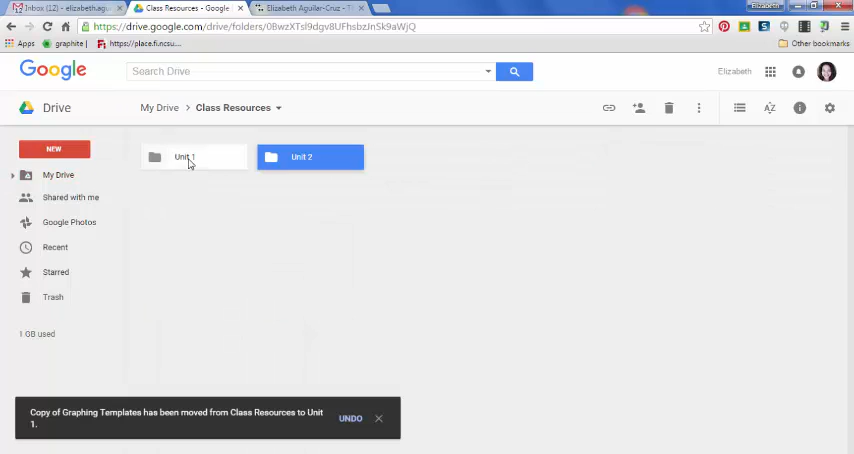 Inbox (12) - elizabeth.agui
Class Resources - Google
Elizabeth Aguilar-Cruz -
Elizabeth
https://drive.google.com/drive/folders/0BwzXTsl9dgv8UFhsbzJnSk9aWjQ
Apps graphite https://place.fi.ncsu... Other bookmarks
Google Search Drive Elizabeth
Drive My Drive > Class Resources
NEW Unit 1 Unit 2
My Drive
Shared with me
Google Photos
Recent
Starred
Trash
1 GB used
Copy of Graphing Templates has been moved from Class Resources to Unit
1.
UNDO